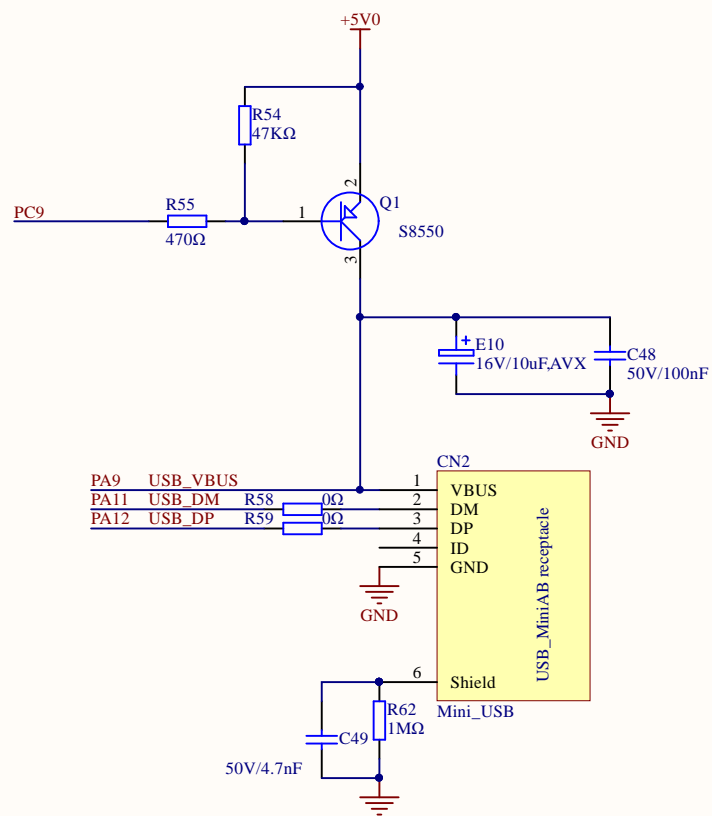 +5V0
R54
47KΩ
2
Q1
R55
PC9
1
470Ω
S8550
3
E10
16V/10uF,AVX
C48
50V/100nF
GND
CN2
PA9 USB_VBUS
1
VBUS
PA11 USB_DM R58 0Ω
2
DM
PA12 USB_DP R59 0Ω
3
DP
4
ID
5
GND
GND
USB_MiniAB receptacle
6
Shield
Mini_USB
R62
1MΩ
C49
50V/4.7nF